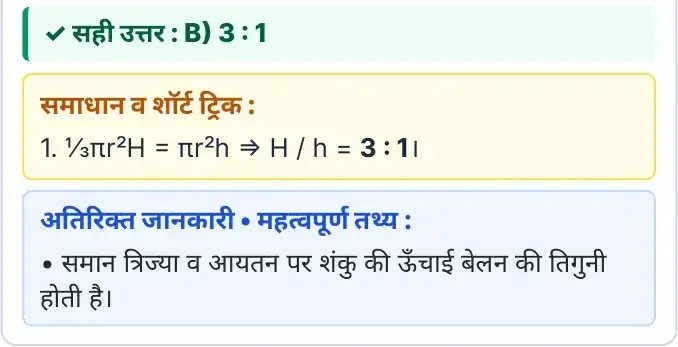 ✓ सही उत्तर : B) 3 : 1
समाधान व शॉर्ट ट्रिक :
1. ⅓πr²H = πr²h ⇒ H / h = 3 : 1।
अतिरिक्त जानकारी • महत्वपूर्ण तथ्य :
• समान त्रिज्या व आयतन पर शंकु की ऊँचाई बेलन की तिगुनी
होती है।